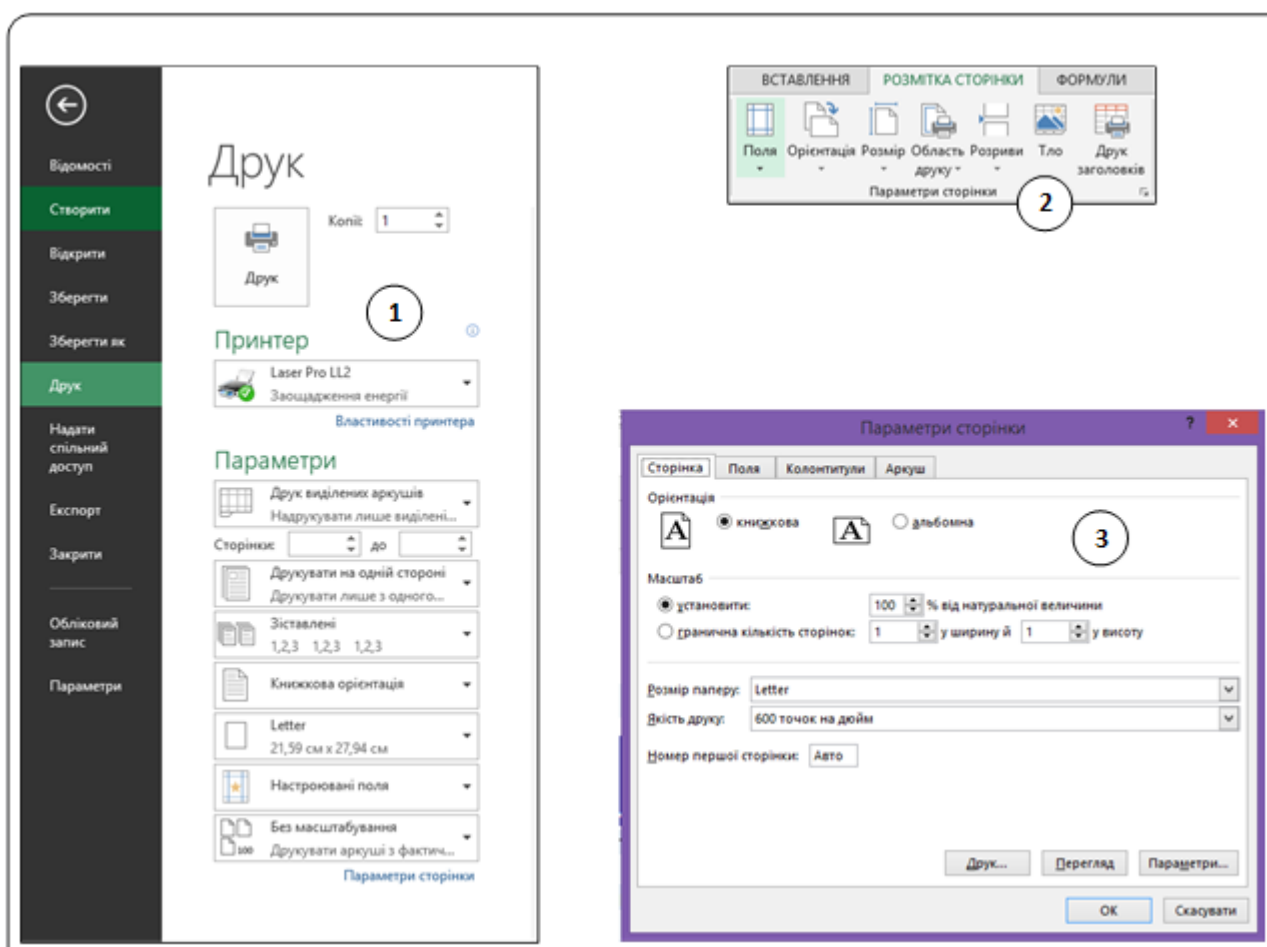 Відомості
Створити
Відкрити
Зберегти
Зберегти як
Друк
Надати
спільний
доступ
Експорт
Закрити
Обліковий
запис
Параметри
Друк
Копії: 1
Друк
1
Принтер
Laser Pro LL2
Заощадження енергії
Властивості принтера
Параметри
Друк виділених аркушів
Надрукувати лише виділені...
Сторінки: до
Друкувати на одній стороні
Друкувати лише з одного...
Зіставлені
1,2,3 1,2,3 1,2,3
Книжкова орієнтація
Letter
21,59 см x 27,94 см
Настроювані поля
Без масштабування
100 Друкувати аркуші з фактич...
Параметри сторінки
ВСТАВЛЕННЯ РОЗМІТКА СТОРІНКИ ФОРМУЛИ
Поля Орієнтація Розмір Область Розриви Тло Друк
друку заголовків
Параметри сторінки
2
Параметри сторінки ?
Сторінка Поля Колонтитули Аркуш
Орієнтація
A книжкова A альбомна
3
Масштаб
установити: 100 % від натуральної величини
гранична кількість сторінок: 1 у ширину й 1 у висоту
Розмір паперу: Letter
Якість друку: 600 точок на дюйм
Номер першої сторінки: Авто
Друк... Перегляд Параметри...
ОК Скасувати